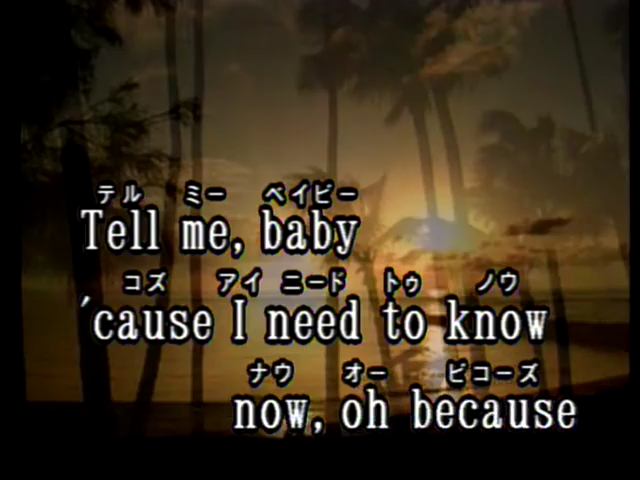 テル ミー ベイビー
Tell me, baby
コズ アイ ニード トゥ ノウ
'cause I need to know
ナウ オー ビコーズ
now, oh because